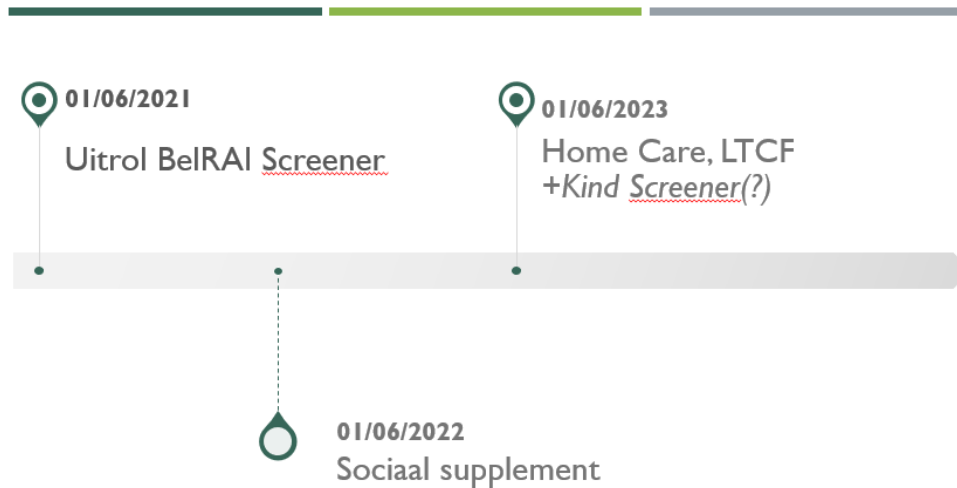 01/06/2021
Uitrol BelRAI Screener
01/06/2023
Home Care, LTCF
+Kind Screener(?)
01/06/2022
Sociaal supplement